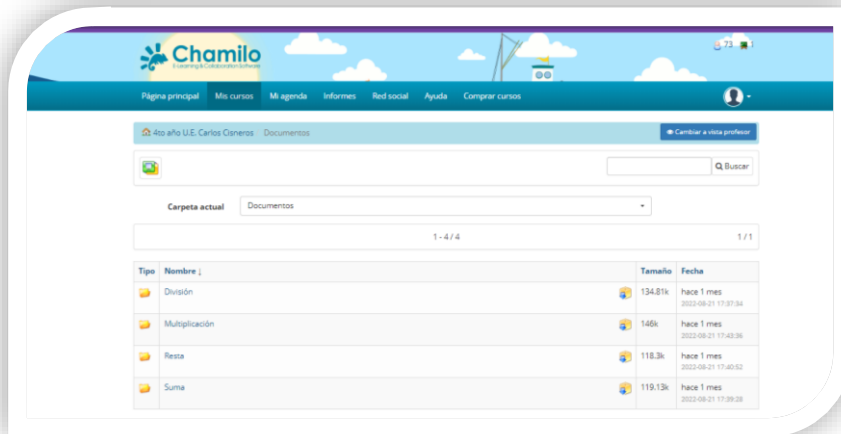 Chamilo
E-Learning & Collaboration Software
73 1
Página principal Mis cursos Mi agenda Informes Red social Ayuda Comprar cursos
4to año U.E. Carlos Cisneros / Documentos Cambiar a vista profesor
Buscar
Carpeta actual Documentos
1 - 4 / 4 1 / 1
Tipo Nombre ↓ Tamaño Fecha
División 134.81k hace 1 mes
2022-08-21 17:37:34
Multiplicación 146k hace 1 mes
2022-08-21 17:43:36
Resta 118.3k hace 1 mes
2022-08-21 17:40:52
Suma 119.13k hace 1 mes
2022-08-21 17:39:28